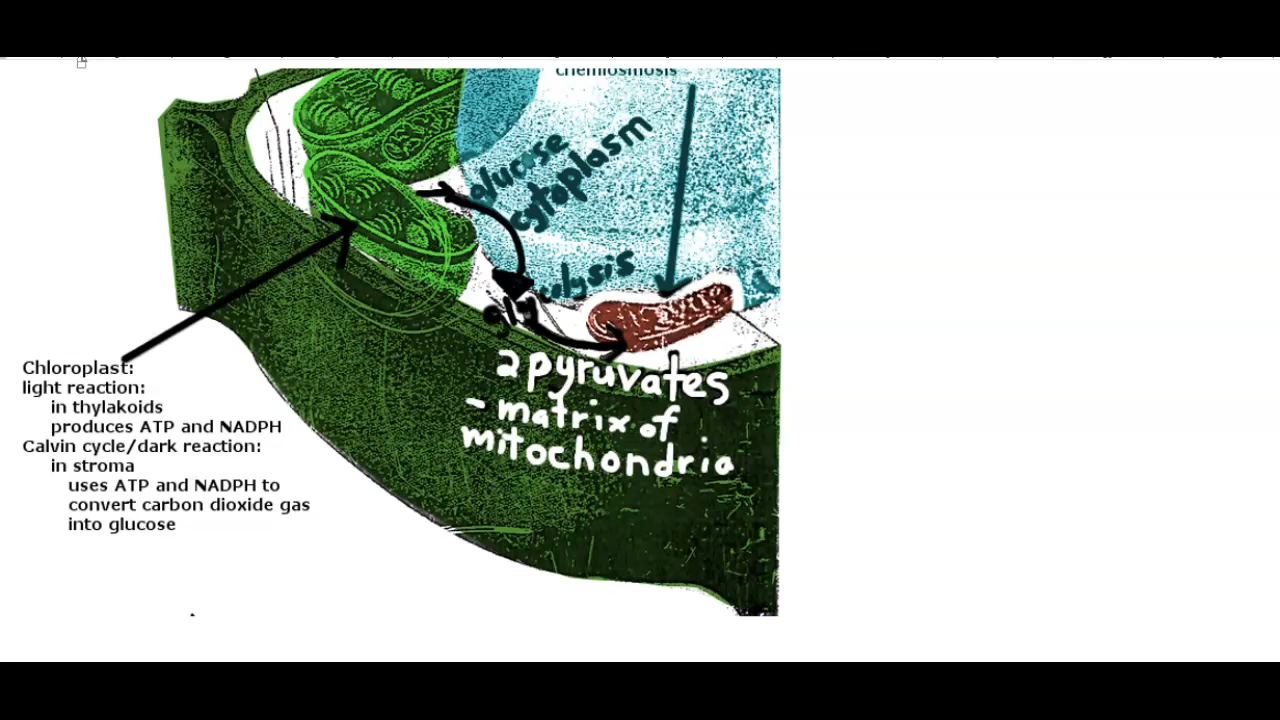 chemiosmosis
glucose
cytoplasm
glycolysis
2 pyruvates
- matrix of
mitochondria
Chloroplast:
light reaction:
in thylakoids
produces ATP and NADPH
Calvin cycle/dark reaction:
in stroma
uses ATP and NADPH to
convert carbon dioxide gas
into glucose